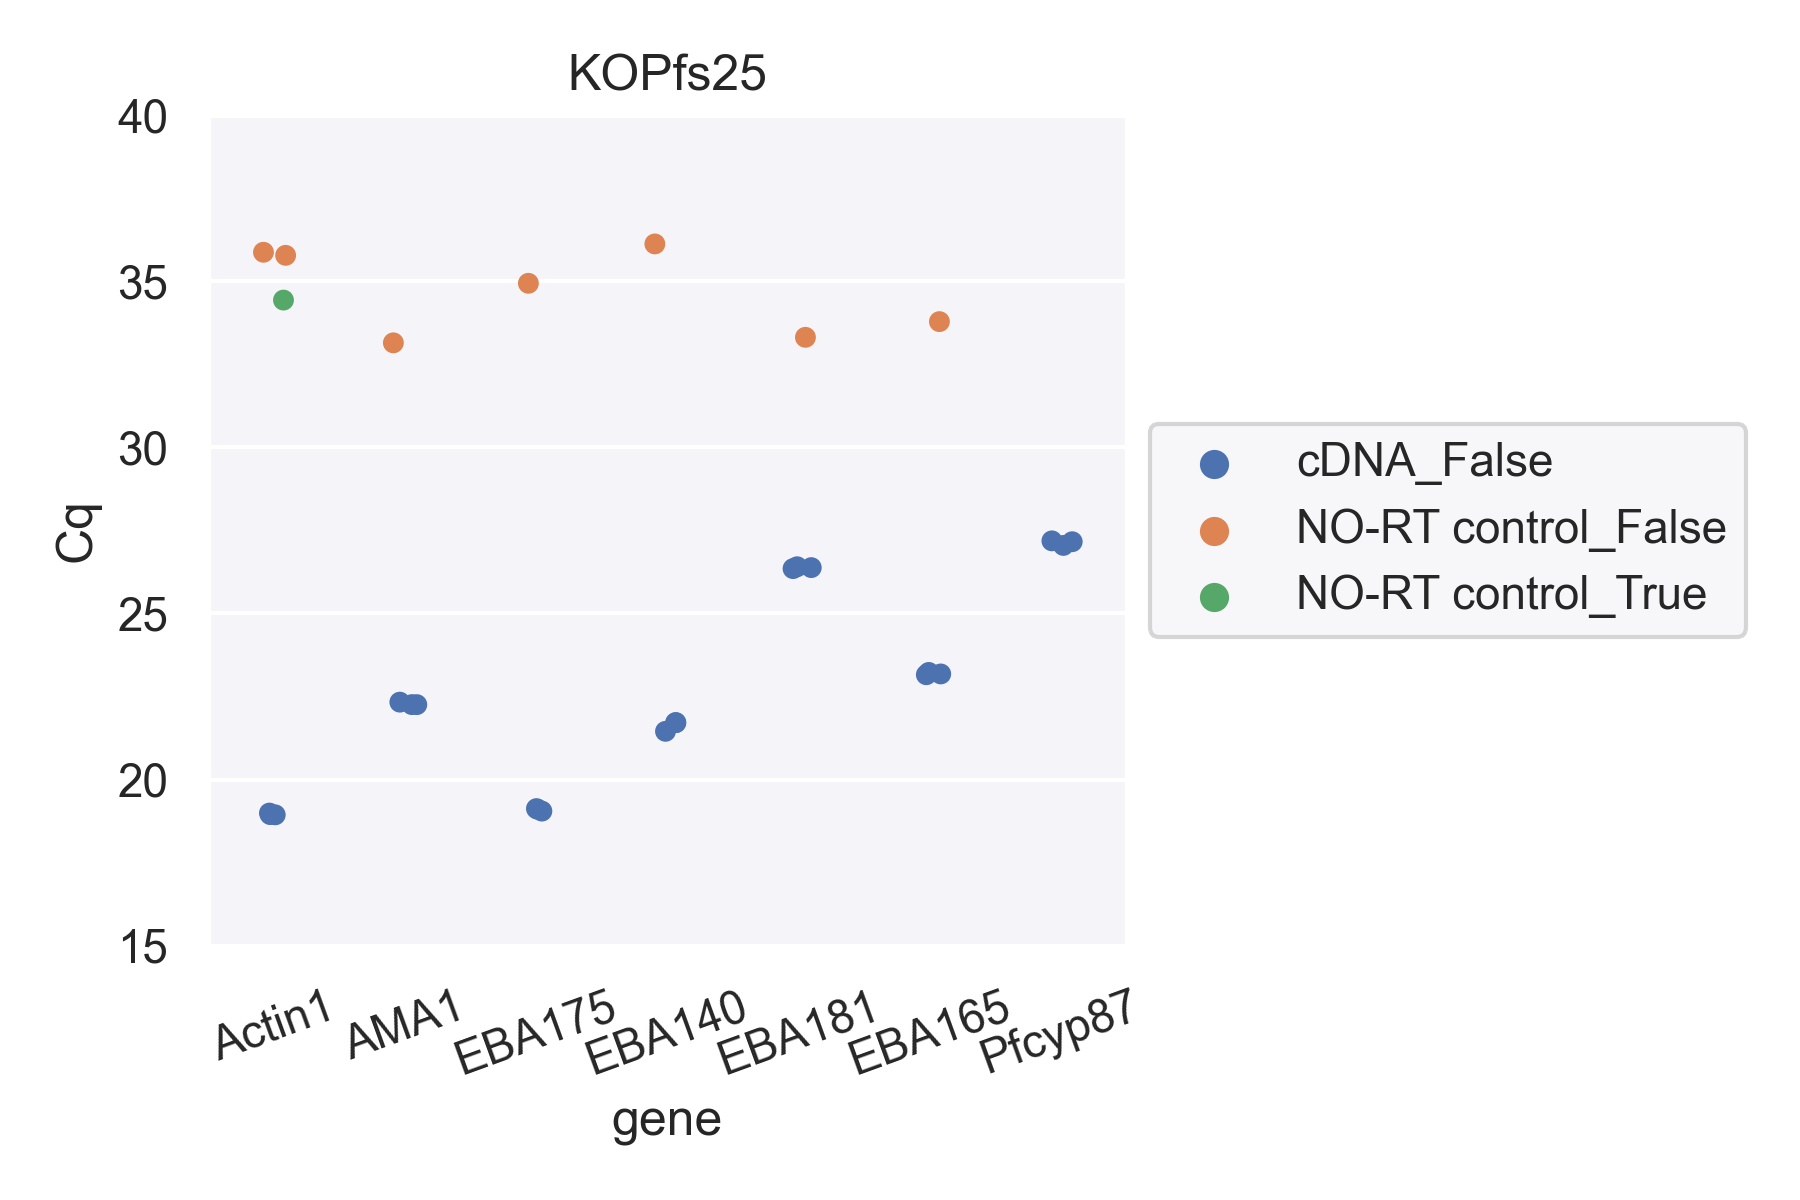 KOPfs25
40
35
30
25
20
15
Cq
Actin1
AMA1
EBA175
EBA140
EBA181
EBA165
Pfcyp87
gene
cDNA_False
NO-RT control_False
NO-RT control_True